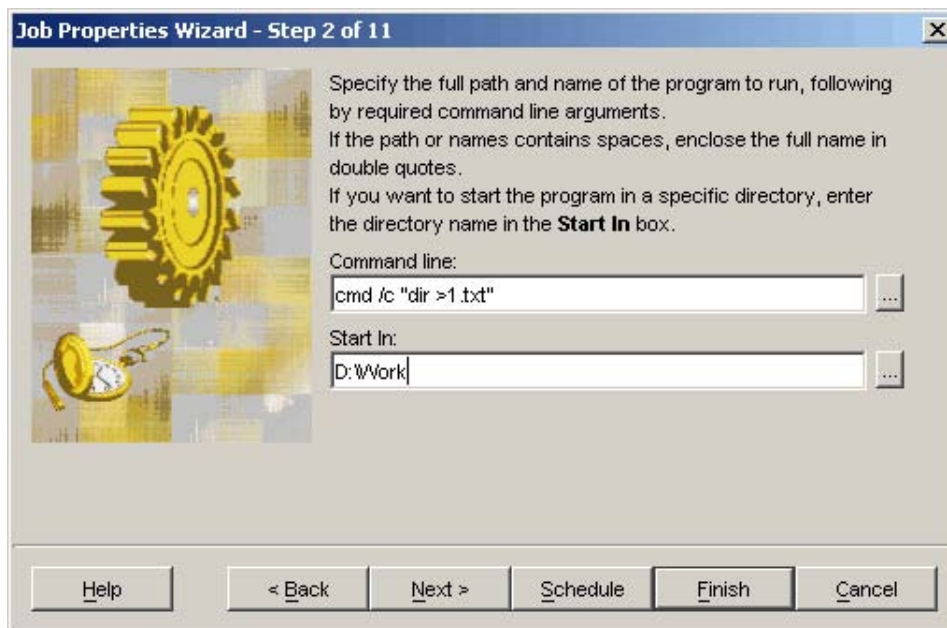 Job Properties Wizard - Step 2 of 11
Specify the full path and name of the program to run, following
by required command line arguments.
If the path or names contains spaces, enclose the full name in
double quotes.
If you want to start the program in a specific directory, enter
the directory name in the Start In box.
Command line:
cmd /c "dir >1.txt"
...
Start In:
D:\Work
...
Help
< Back
Next >
Schedule
Finish
Cancel